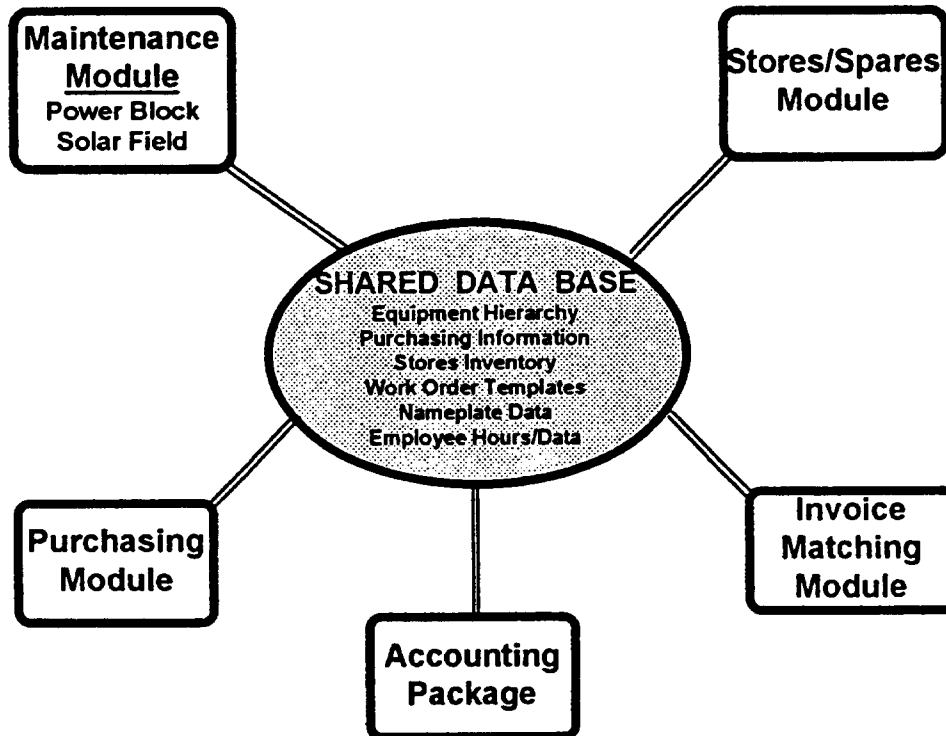 Maintenance
Module
Power Block
Solar Field
Stores/Spares
Module
SHARED DATA BASE
Equipment Hierarchy
Purchasing Information
Stores Inventory
Work Order Templates
Nameplate Data
Employee Hours/Data
Purchasing
Module
Invoice
Matching
Module
Accounting
Package